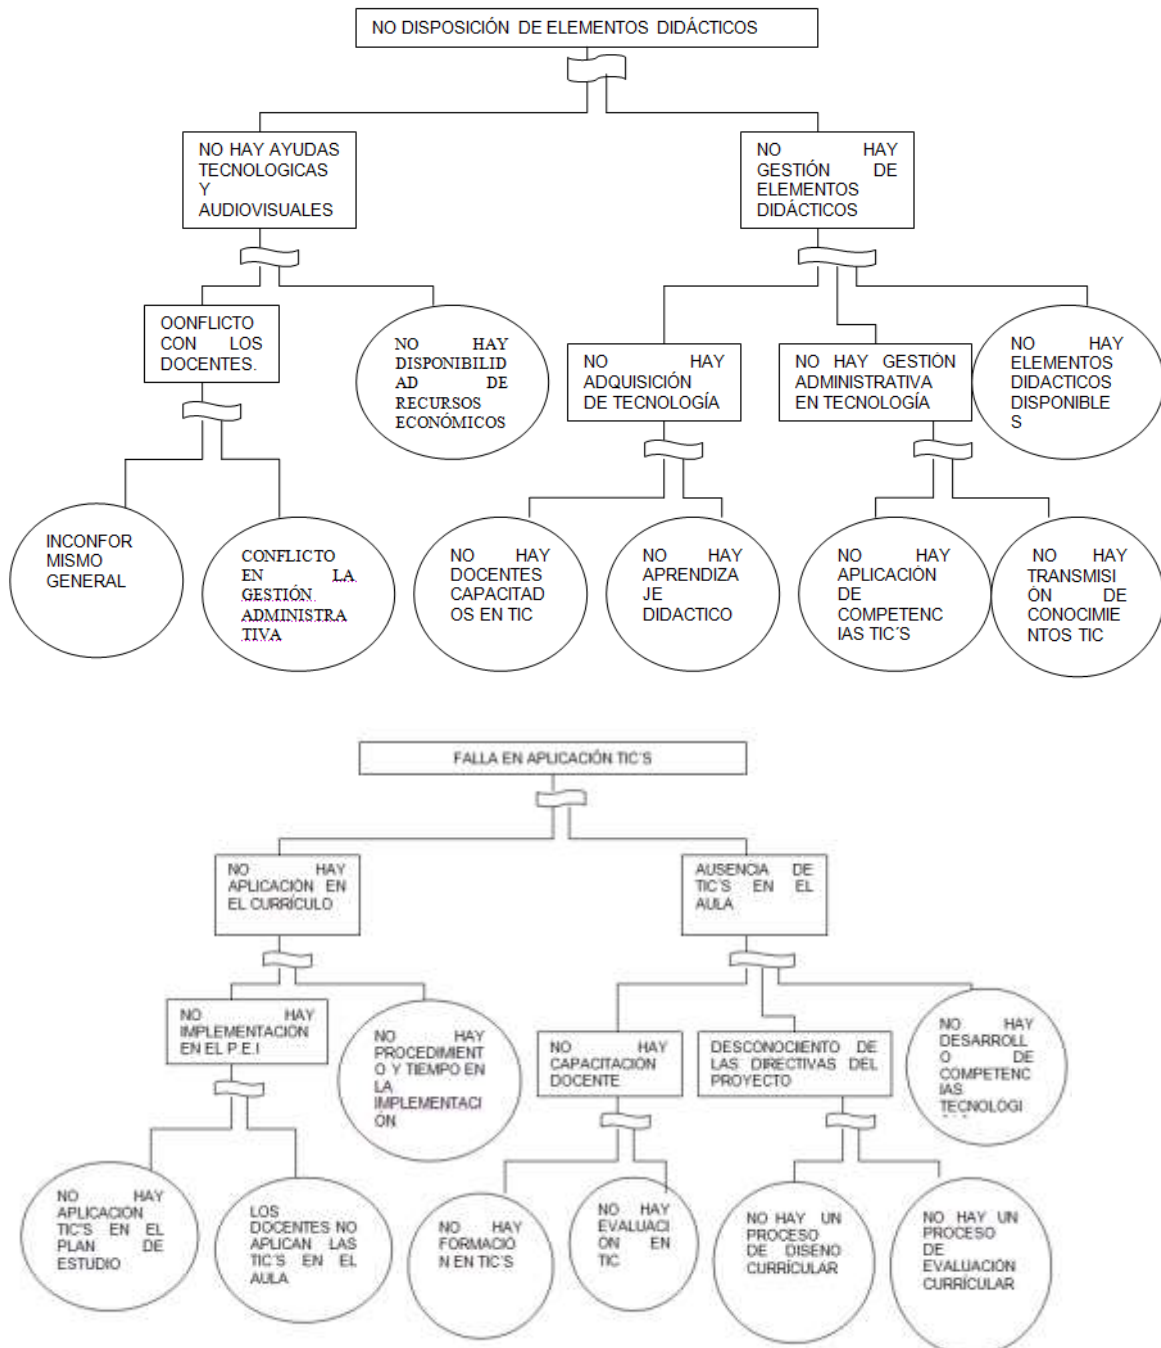 NO DISPOSICIÓN DE ELEMENTOS DIDÁCTICOS
NO HAY AYUDAS
TECNOLOGICAS
Y
AUDIOVISUALES
NO HAY
GESTIÓN DE
ELEMENTOS
DIDÁCTICOS
OONFLICTO
CON LOS
DOCENTES.
NO HAY
DISPONIBILID
AD DE
RECURSOS
ECONÓMICOS
NO HAY
ADQUISICIÓN
DE TECNOLOGÍA
NO HAY GESTIÓN
ADMINISTRATIVA
EN TECNOLOGÍA
NO HAY
ELEMENTOS
DIDACTICOS
DISPONIBLE
S
INCONFOR
MISMO
GENERAL
CONFLICTO
EN LA
GESTIÓN
ADMINISTRA
TIVA
NO HAY
DOCENTES
CAPACITAD
OS EN TIC
NO HAY
APRENDIZA
JE
DIDACTICO
NO HAY
APLICACIÓN
DE
COMPETENC
IAS TIC´S
NO HAY
TRANSMISI
ÓN DE
CONOCIMIE
NTOS TIC
FALLA EN APLICACIÓN TIC´S
NO HAY
APLICACIÓN EN
EL CURRÍCULO
AUSENCIA DE
TIC´S EN EL
AULA
NO HAY
IMPLEMENTACIÓN
EN EL P.E.I
NO HAY
PROCEDIMIENT
O Y TIEMPO EN
LA
IMPLEMENTACI
ÓN
NO HAY
CAPACITACIÓN
DOCENTE
DESCONOCIIENTO DE
LAS DIRECTIVAS DEL
PROYECTO
NO HAY
DESARROLL
O DE
COMPETENC
IAS
TECNOLOGI
NO HAY
APLICACIÓN
TIC'S EN EL
PLAN DE
ESTUDIO
LOS
DOCENTES NO
APLICAN LAS
TIC´S EN EL
AULA
NO HAY
FORMACIÓ
N EN TIC´S
NO HAY
EVALUACI
ÓN EN
TIC
NO HAY UN
PROCESO
DE DISEÑO
CURRÍCULAR
NO HAY UN
PROCESO
DE
EVALUACIÓN
CURRÍCULAR